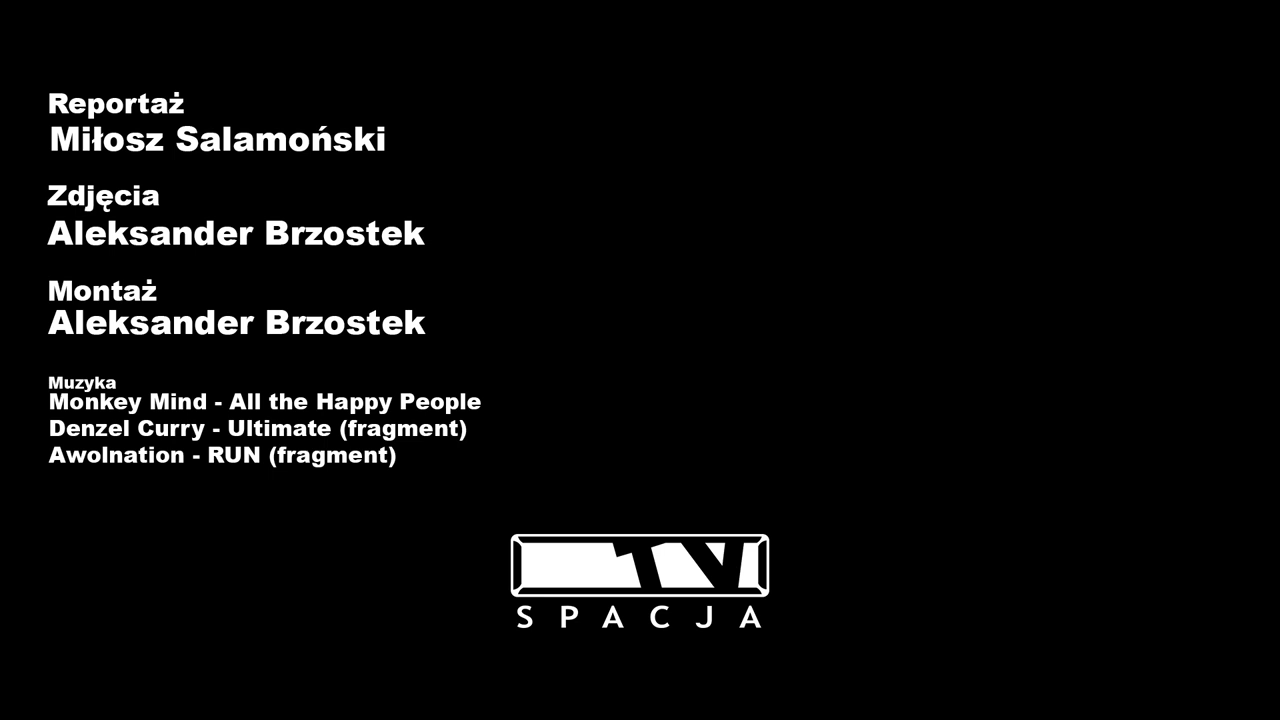 Reportaż
Miłosz Salamoński
Zdjęcia
Aleksander Brzostek
Montaż
Aleksander Brzostek
Muzyka
Monkey Mind - All the Happy People
Denzel Curry - Ultimate (fragment)
Awolnation - RUN (fragment)
TV
SPACJA